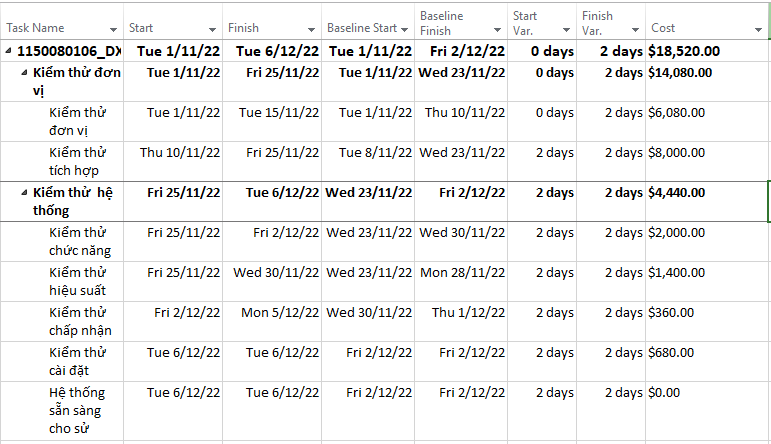 Task Name Start Finish Baseline Start Baseline Finish Start Var. Finish Var. Cost
1150080106_DX Tue 1/11/22 Tue 6/12/22 Tue 1/11/22 Fri 2/12/22 0 days 2 days $18,520.00
Kiểm thử đơn vị Tue 1/11/22 Fri 25/11/22 Tue 1/11/22 Wed 23/11/22 0 days 2 days $14,080.00
Kiểm thử đơn vị Tue 1/11/22 Tue 15/11/22 Tue 1/11/22 Thu 10/11/22 0 days 2 days $6,080.00
Kiểm thử tích hợp Thu 10/11/22 Fri 25/11/22 Tue 8/11/22 Wed 23/11/22 2 days 2 days $8,000.00
Kiểm thử hệ thống Fri 25/11/22 Tue 6/12/22 Wed 23/11/22 Fri 2/12/22 2 days 2 days $4,440.00
Kiểm thử chức năng Fri 25/11/22 Fri 2/12/22 Wed 23/11/22 Wed 30/11/22 2 days 2 days $2,000.00
Kiểm thử hiệu suất Fri 25/11/22 Wed 30/11/22 Wed 23/11/22 Mon 28/11/22 2 days 2 days $1,400.00
Kiểm thử chấp nhận Fri 2/12/22 Mon 5/12/22 Wed 30/11/22 Thu 1/12/22 2 days 2 days $360.00
Kiểm thử cài đặt Tue 6/12/22 Tue 6/12/22 Fri 2/12/22 Fri 2/12/22 2 days 2 days $680.00
Hệ thống sẵn sàng cho sử Tue 6/12/22 Tue 6/12/22 Fri 2/12/22 Fri 2/12/22 2 days 2 days $0.00